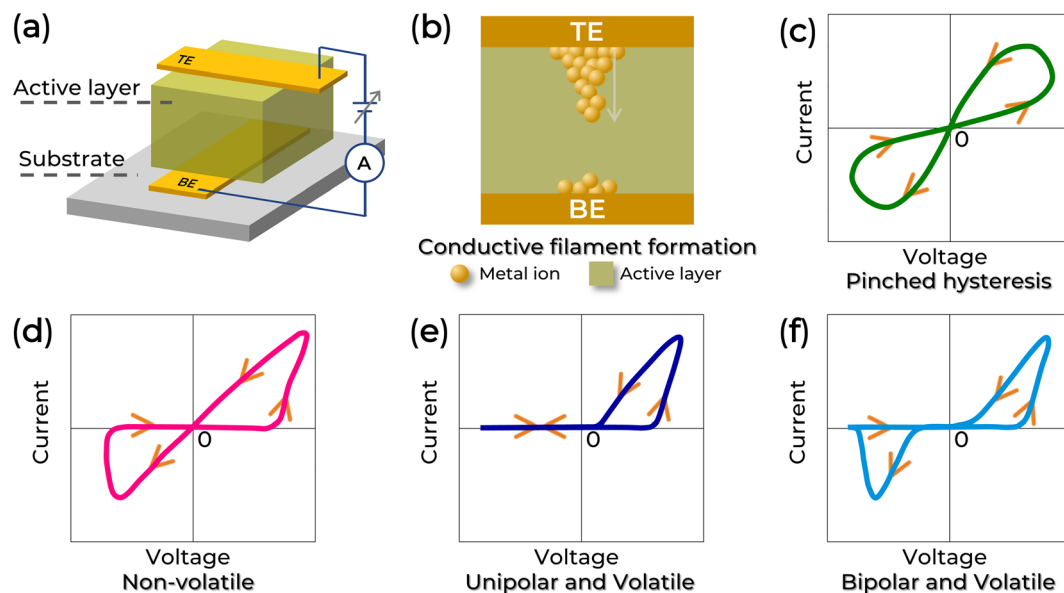 (a)
TE
Active layer
Substrate
BE
A
(b)
TE
BE
Conductive filament formation
Metal ion
Active layer
(c)
Current
0
Voltage
Pinched hysteresis
(d)
Current
0
Voltage
Non-volatile
(e)
Current
0
Voltage
Unipolar and Volatile
(f)
Current
0
Voltage
Bipolar and Volatile